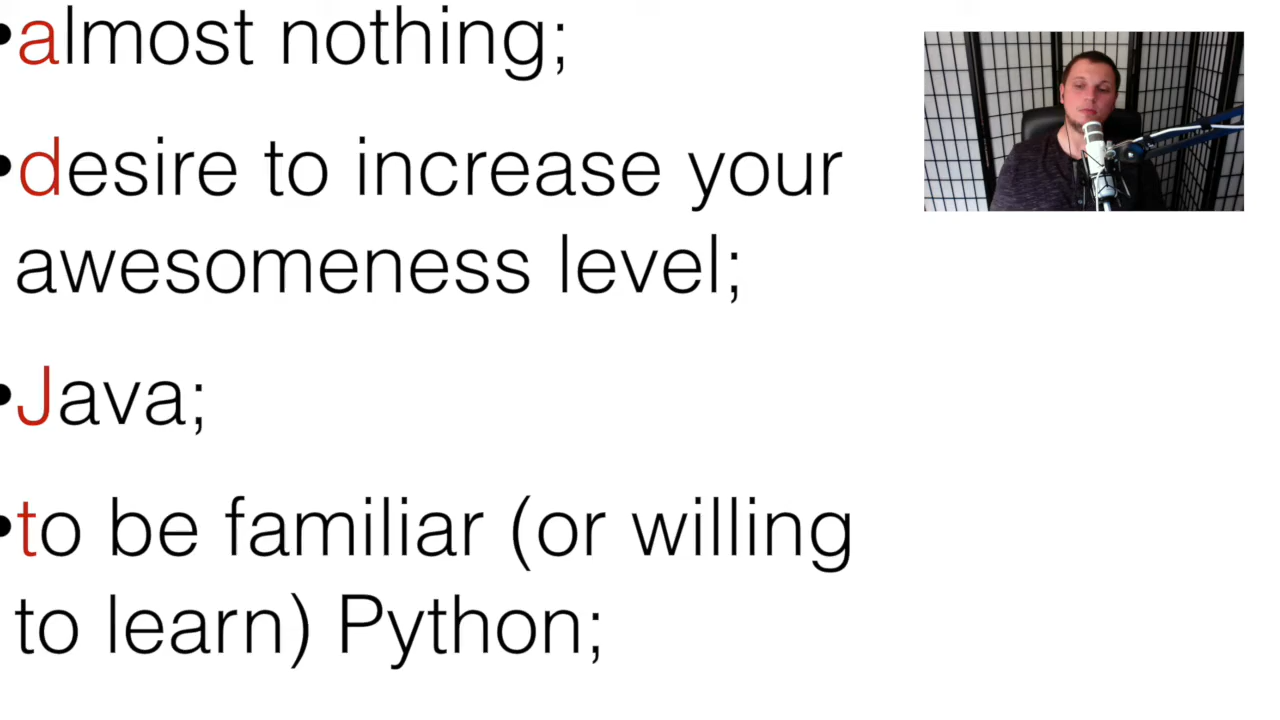 •almost nothing;
•desire to increase your
awesomeness level;
•Java;
•to be familiar (or willing
to learn) Python;